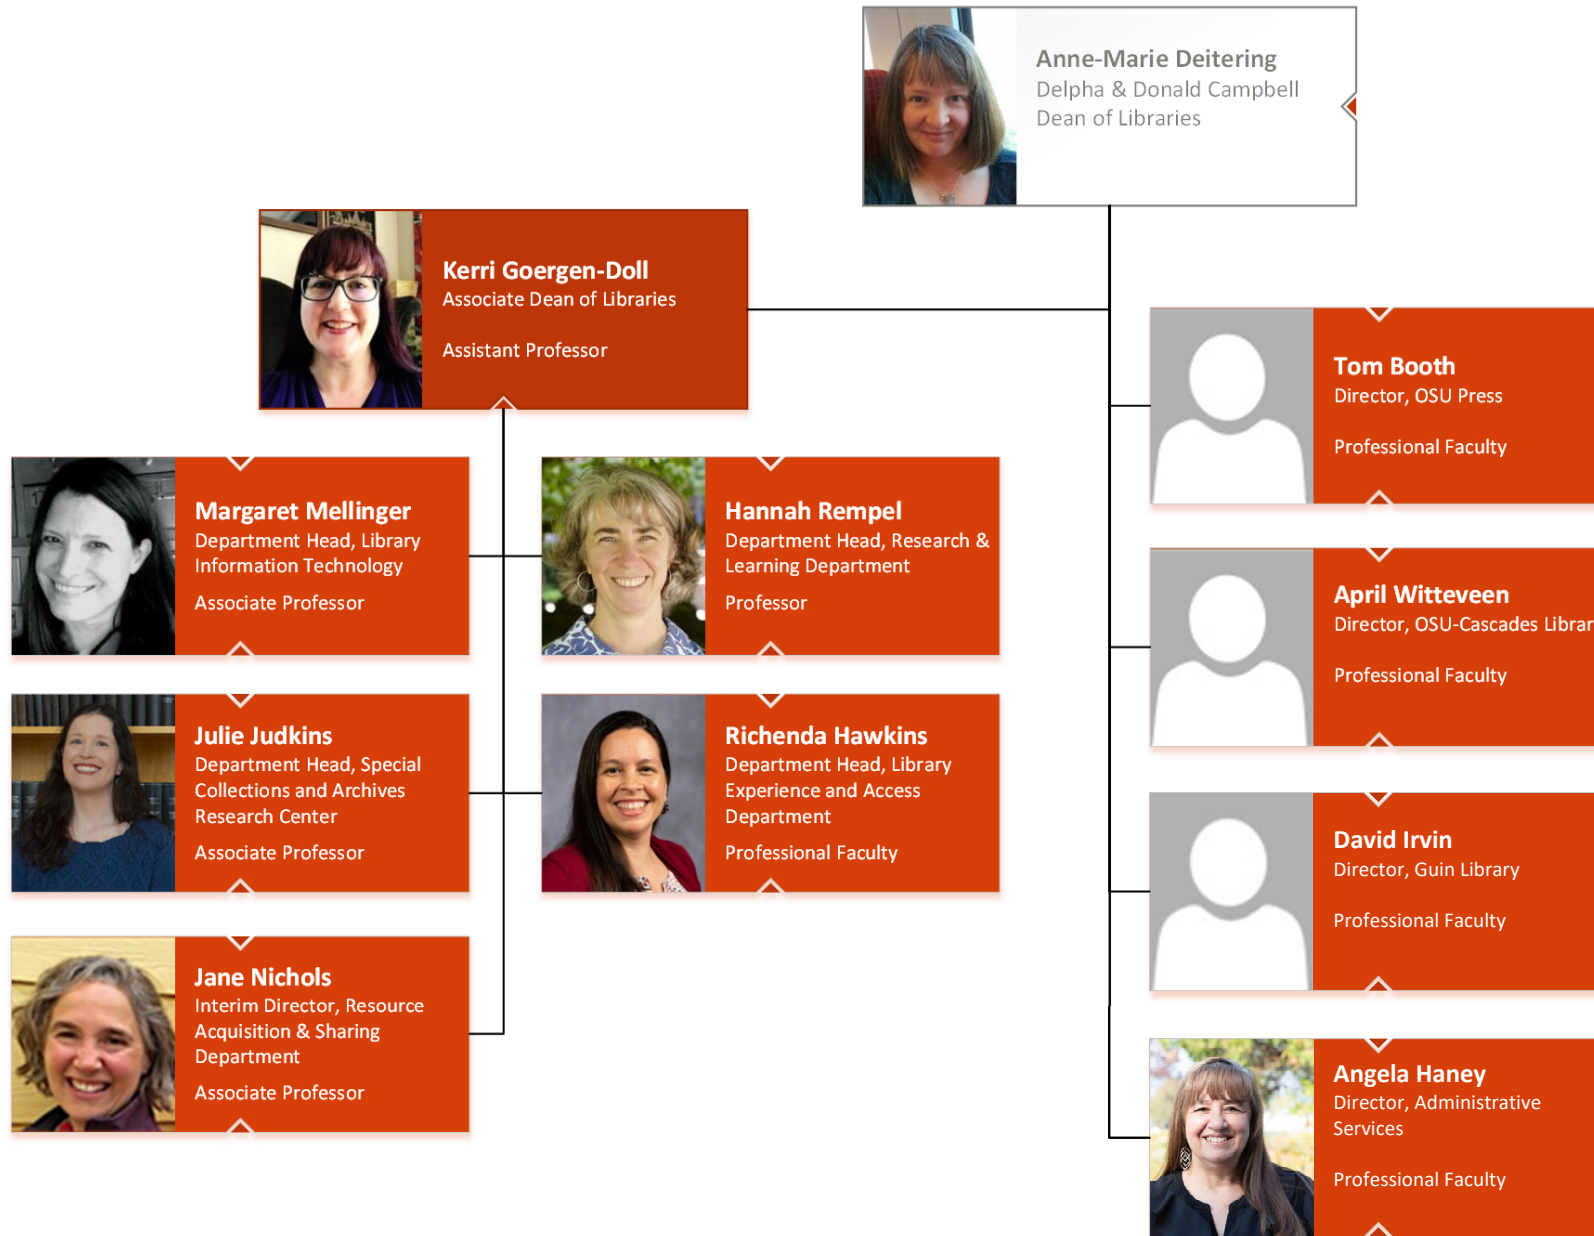 Anne-Marie Deitering
Delpha & Donald Campbell
Dean of Libraries
Kerri Goergen-Doll
Associate Dean of Libraries
Assistant Professor
Tom Booth
Director, OSU Press
Professional Faculty
Margaret Mellinger
Department Head, Library
Information Technology
Associate Professor
Hannah Rempel
Department Head, Research &
Learning Department
Professor
April Witteveen
Director, OSU-Cascades Librar
Professional Faculty
Julie Judkins
Department Head, Special
Collections and Archives
Research Center
Associate Professor
Richenda Hawkins
Department Head, Library
Experience and Access
Department
Professional Faculty
David Irvin
Director, Guin Library
Professional Faculty
Jane Nichols
Interim Director, Resource
Acquisition & Sharing
Department
Associate Professor
Angela Haney
Director, Administrative
Services
Professional Faculty